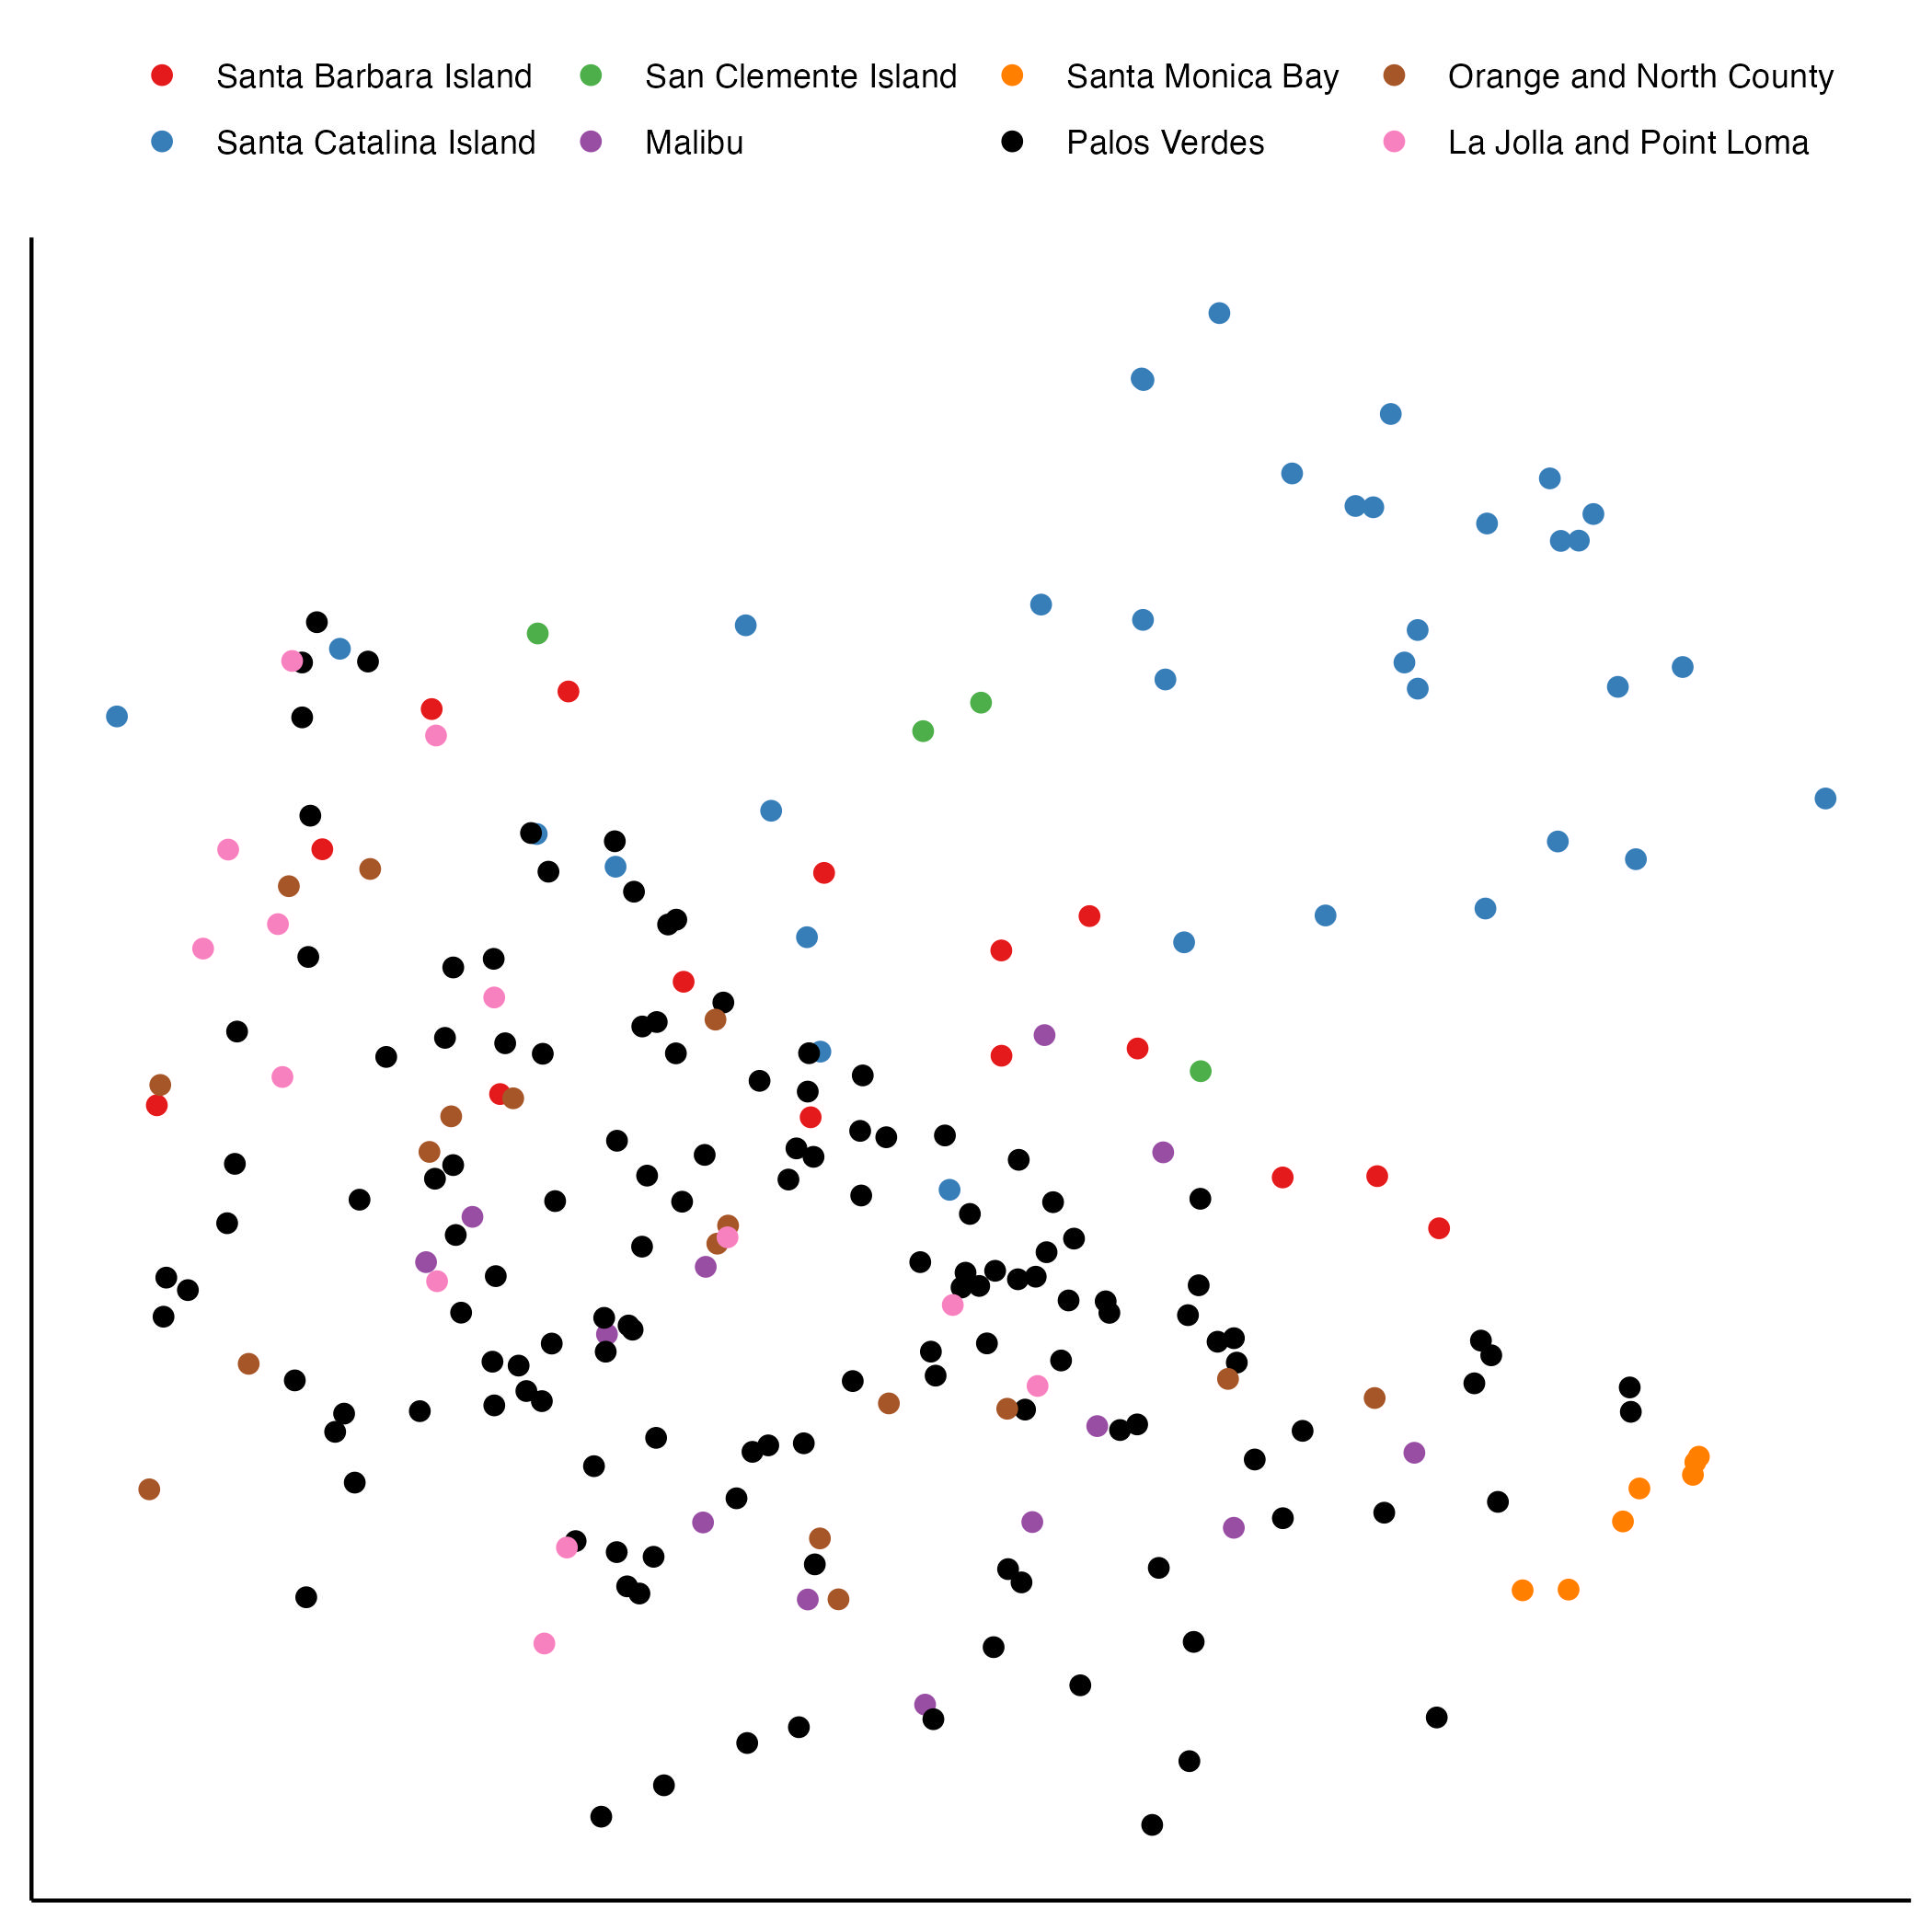 Santa Barbara Island San Clemente Island Santa Monica Bay Orange and North County
Santa Catalina Island Malibu Palos Verdes La Jolla and Point Loma